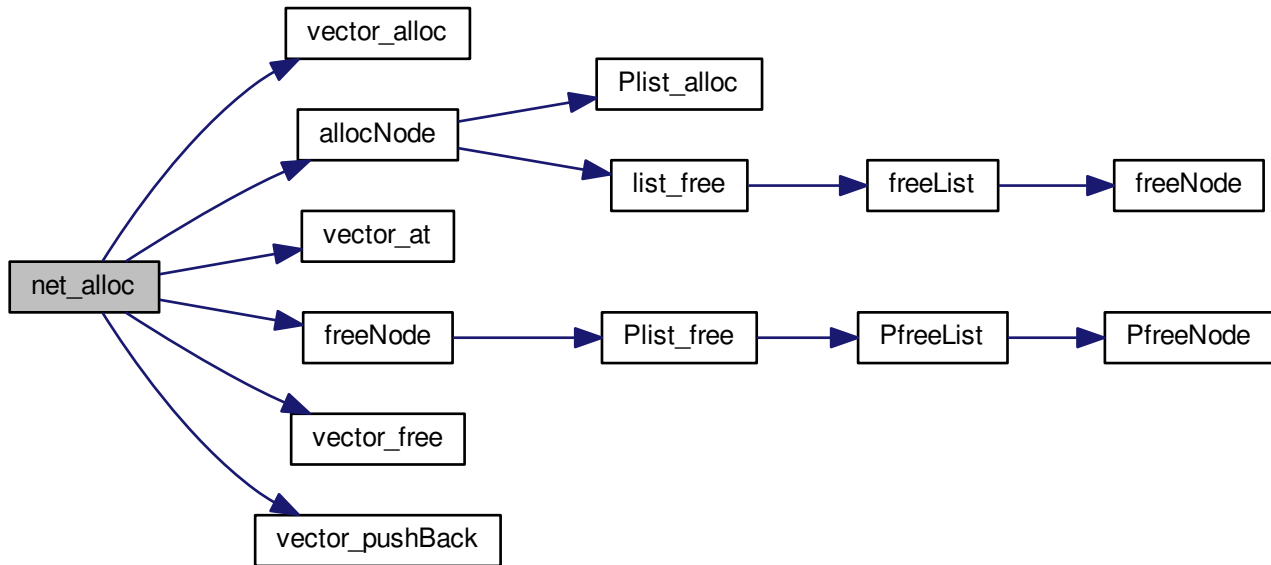 vector_alloc
Plist_alloc
allocNode
list_free
freeList
freeNode
vector_at
net_alloc
freeNode
Plist_free
PfreeList
PfreeNode
vector_free
vector_pushBack